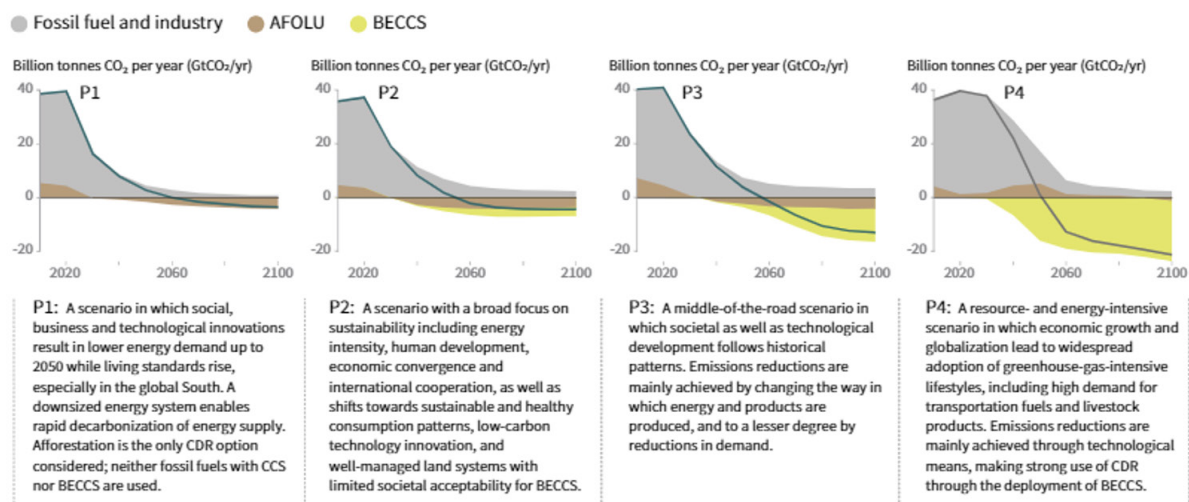 Fossil fuel and industry AFOLU BECCS
Billion tonnes CO₂ per year (GtCO₂/yr)
40
20
0
-20
P1
2020 2060 2100
Billion tonnes CO₂ per year (GtCO₂/yr)
40
20
0
-20
P2
2020 2060 2100
Billion tonnes CO₂ per year (GtCO₂/yr)
40
20
0
-20
P3
2020 2060 2100
Billion tonnes CO₂ per year (GtCO₂/yr)
40
20
0
-20
P4
2020 2060 2100
P1: A scenario in which social,
business and technological innovations
result in lower energy demand up to
2050 while living standards rise,
especially in the global South. A
downsized energy system enables
rapid decarbonization of energy supply.
Afforestation is the only CDR option
considered; neither fossil fuels with CCS
nor BECCS are used.
P2: A scenario with a broad focus on
sustainability including energy
intensity, human development,
economic convergence and
international cooperation, as well as
shifts towards sustainable and healthy
consumption patterns, low-carbon
technology innovation, and
well-managed land systems with
limited societal acceptability for BECCS.
P3: A middle-of-the-road scenario in
which societal as well as technological
development follows historical
patterns. Emissions reductions are
mainly achieved by changing the way in
which energy and products are
produced, and to a lesser degree by
reductions in demand.
P4: A resource- and energy-intensive
scenario in which economic growth and
globalization lead to widespread
adoption of greenhouse-gas-intensive
lifestyles, including high demand for
transportation fuels and livestock
products. Emissions reductions are
mainly achieved through technological
means, making strong use of CDR
through the deployment of BECCS.